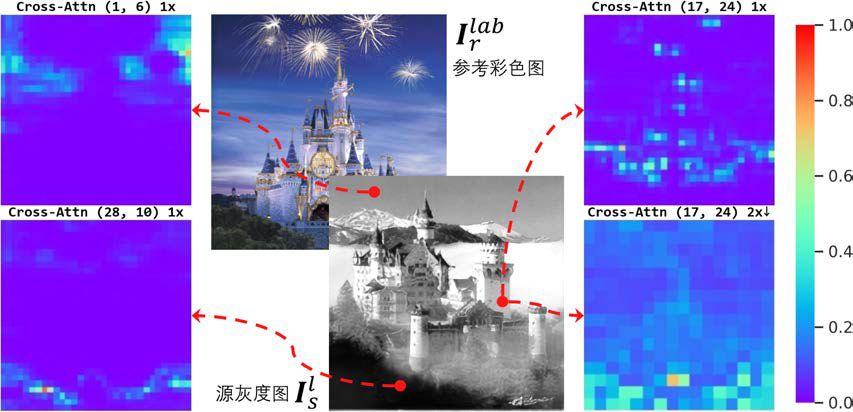 Cross-Attn (1, 6) 1x
Cross-Attn (17, 24) 1x
I_r^{lab}
参考彩色图
Cross-Attn (28, 10) 1x
Cross-Attn (17, 24) 2x↓
源灰度图 I_s^l
1.0
0.8
0.6
0.4
0.2
0.0